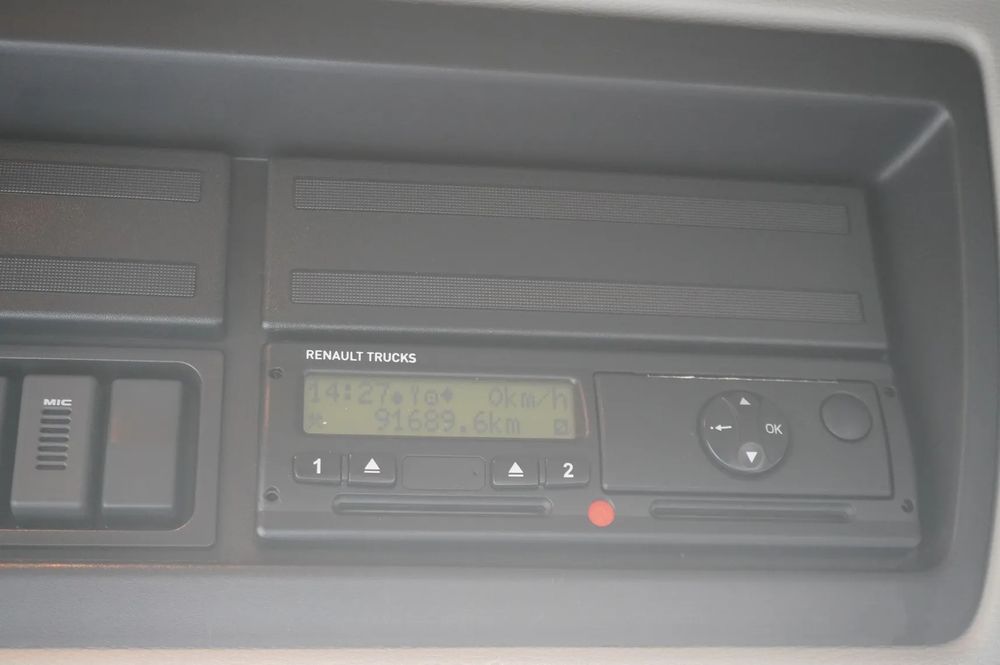 RENAULT TRUCKS
14:27 0km/h
91689.6km
MIC
1
2
OK